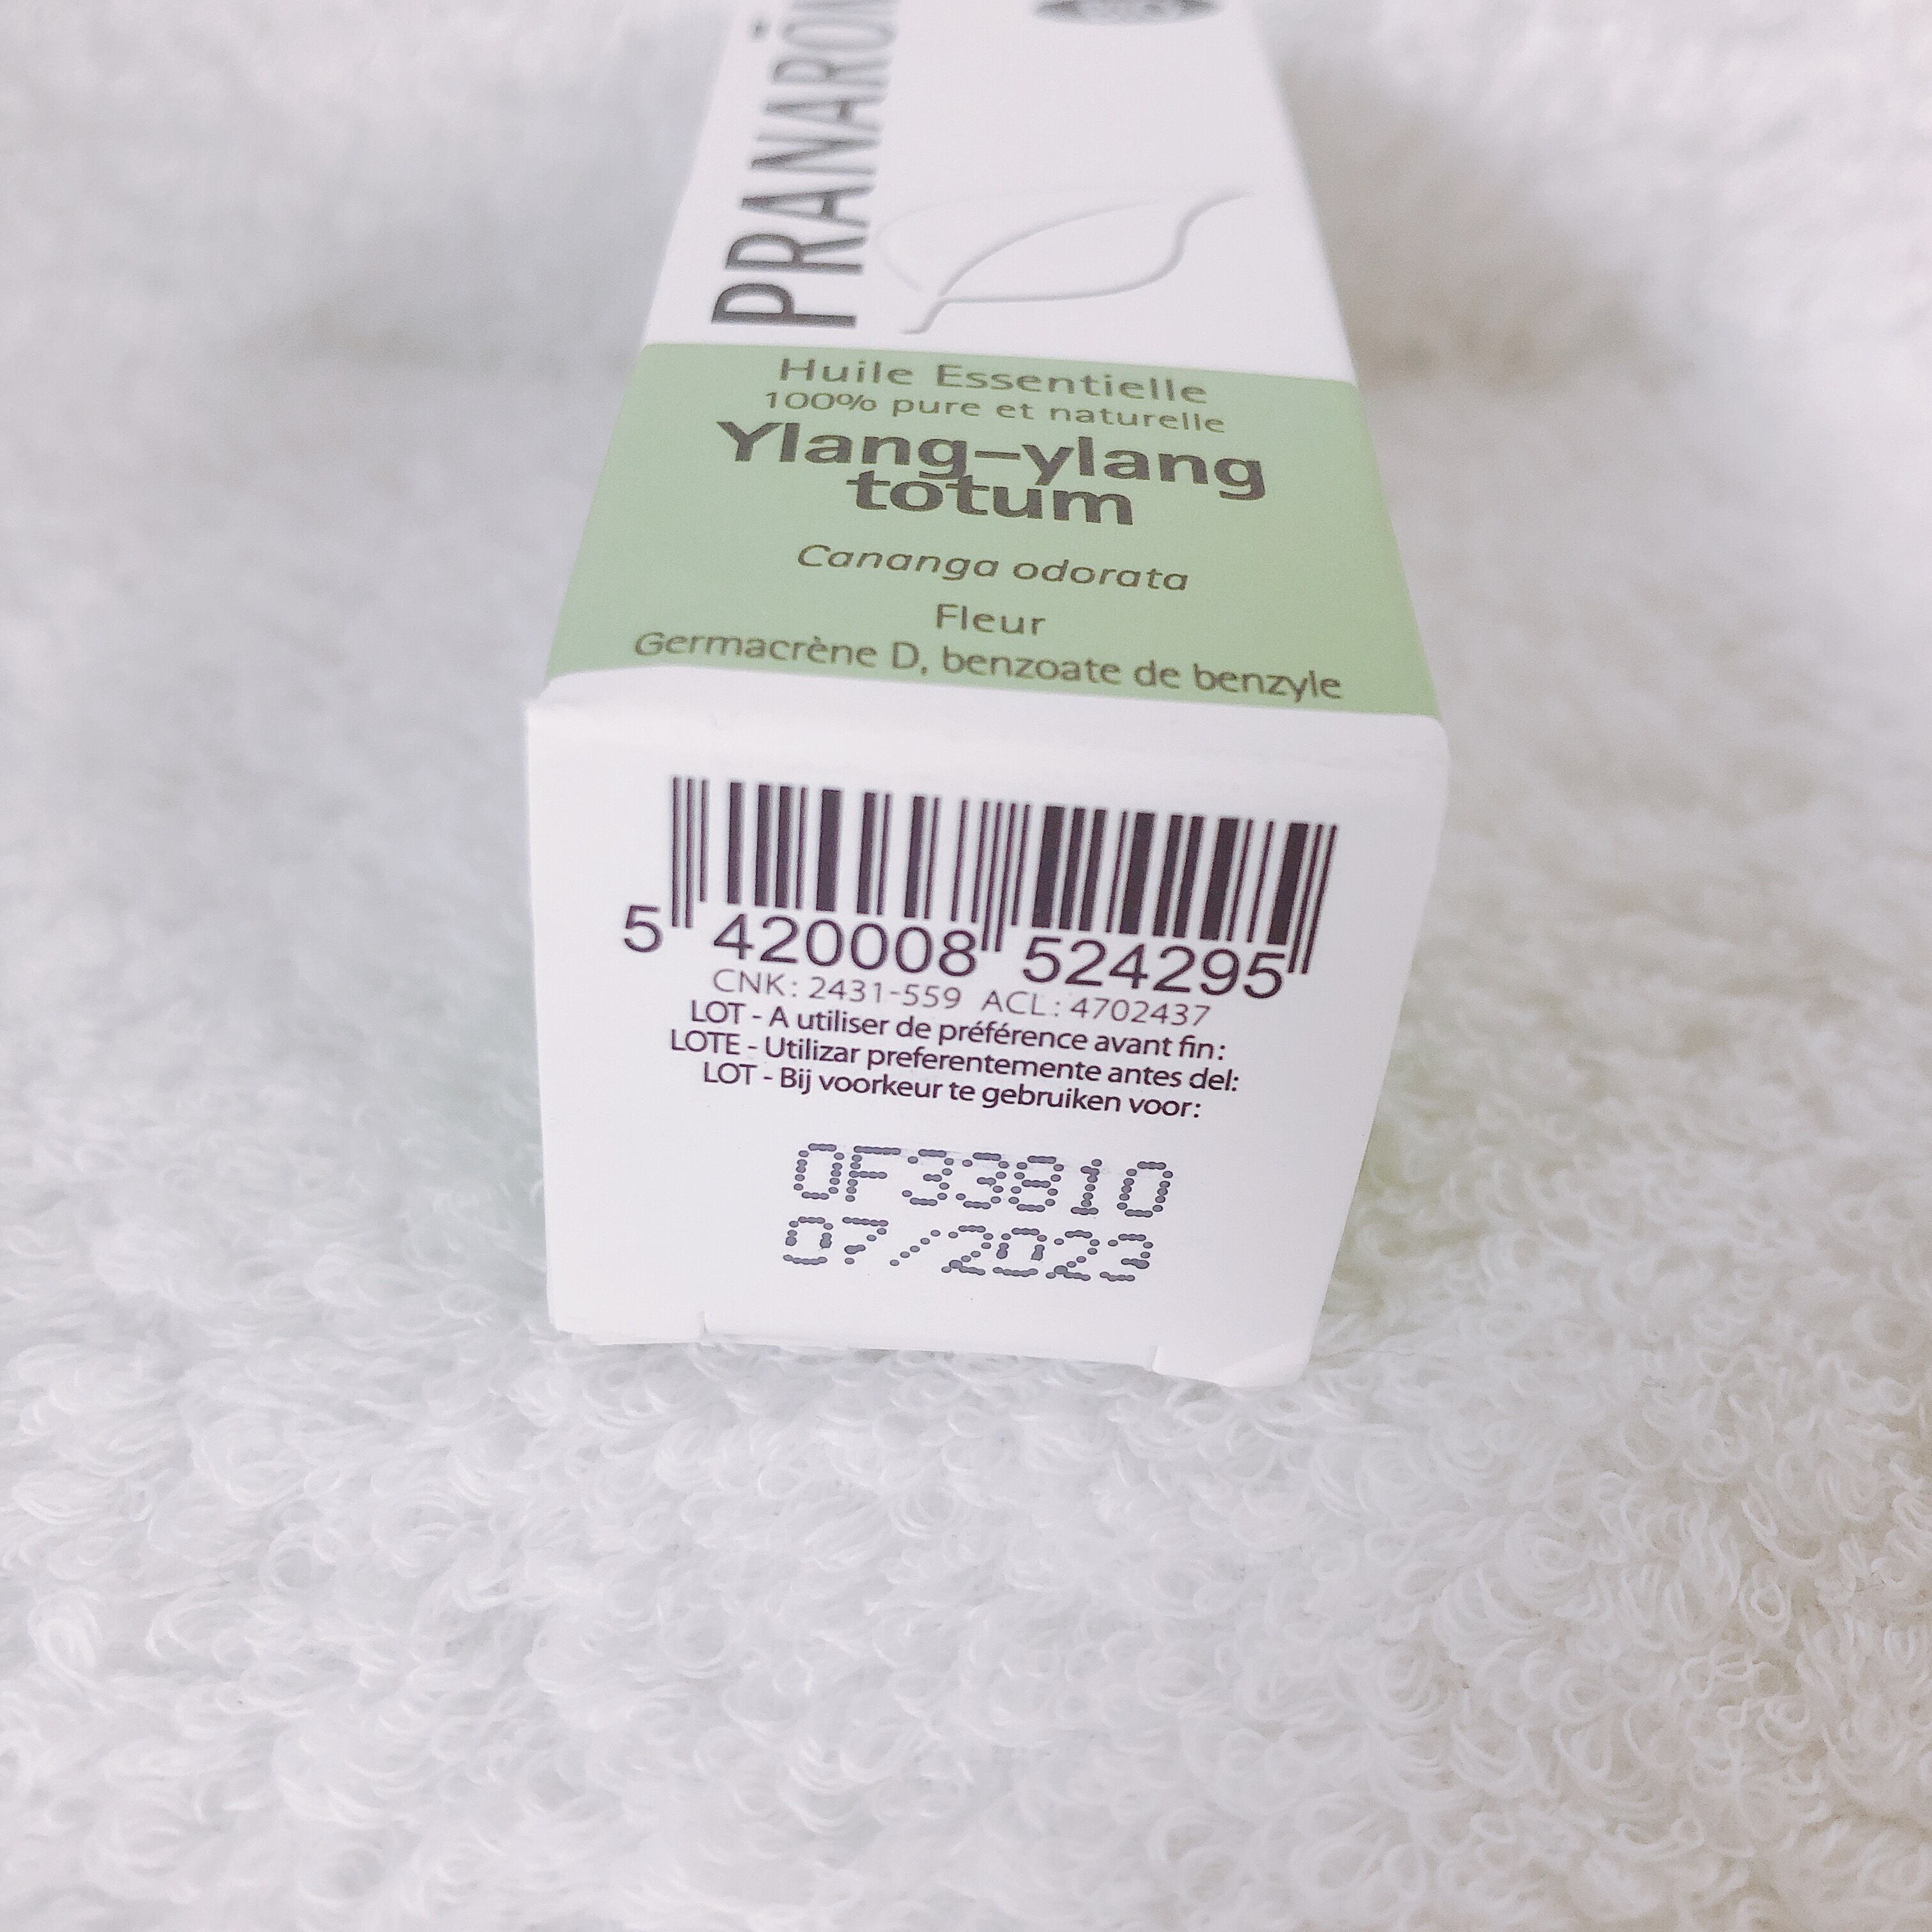 PRANARŌM
Huile Essentielle
100% pure et naturelle
Ylang-ylang
totum
Cananga odorata
Fleur
Germacrène D, benzoate de benzyle
5 420008 524295
CNK: 2431-559 ACL: 4702437
LOT - A utiliser de préférence avant fin:
LOTE - Utilizar preferentemente antes del:
LOT - Bij voorkeur te gebruiken voor:
0F33810
07/2023